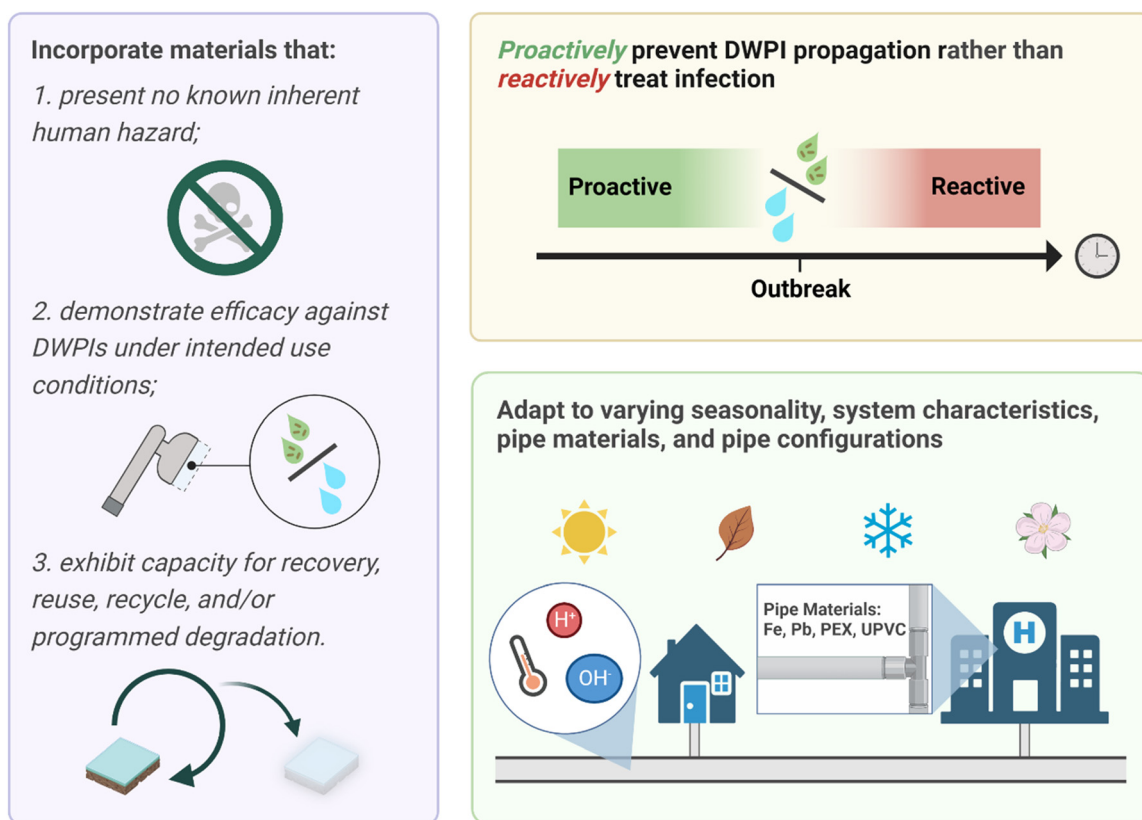 Incorporate materials that:
1. present no known inherent
human hazard;
2. demonstrate efficacy against
DWPIs under intended use
conditions;
3. exhibit capacity for recovery,
reuse, recycle, and/or
programmed degradation.
Proactively prevent DWPI propagation rather than
reactively treat infection
Proactive
Reactive
Outbreak
Adapt to varying seasonality, system characteristics,
pipe materials, and pipe configurations
H+
OH-
Pipe Materials:
Fe, Pb, PEX, UPVC
H